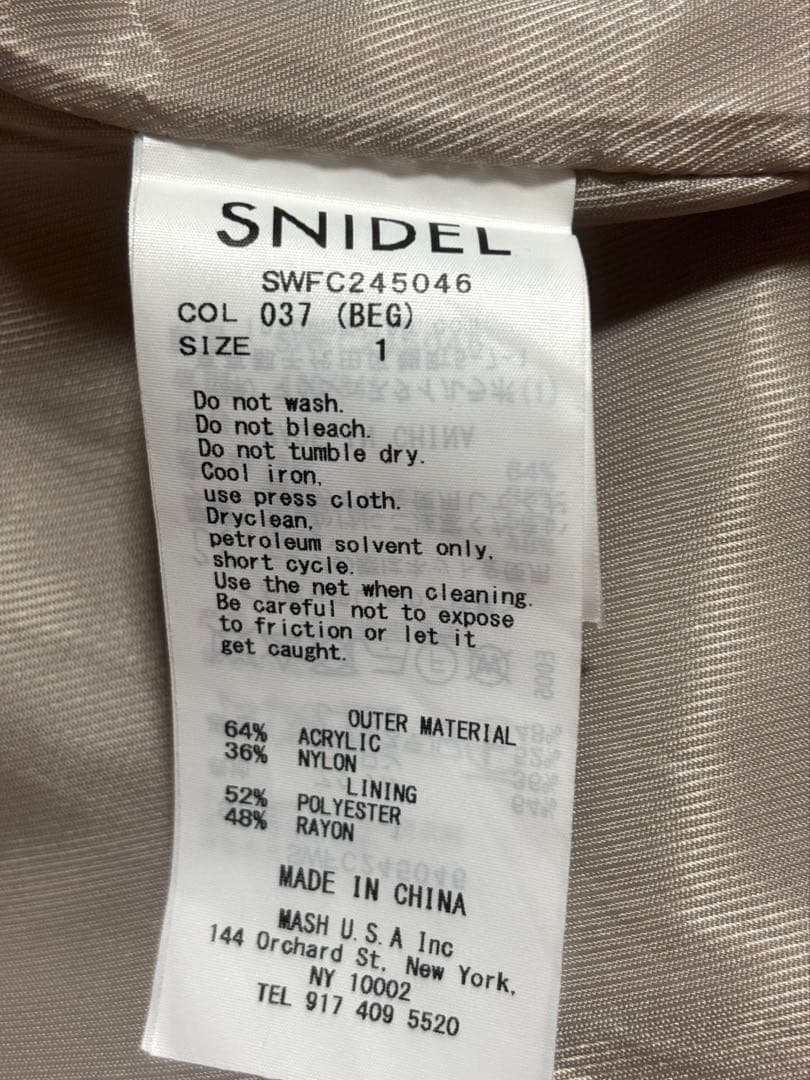 SNIDEL
SWFC245046
COL 037 (BEG)
SIZE 1
Do not wash.
Do not bleach.
Do not tumble dry.
Cool iron,
use press cloth.
Dryclean,
petroleum solvent only,
short cycle.
Use the net when cleaning.
Be careful not to expose
to friction or let it
get caught.
OUTER MATERIAL
64% ACRYLIC
36% NYLON
LINING
52% POLYESTER
48% RAYON
MADE IN CHINA
MASH U.S.A Inc
144 Orchard St, New York,
NY 10002
TEL 917 409 5520